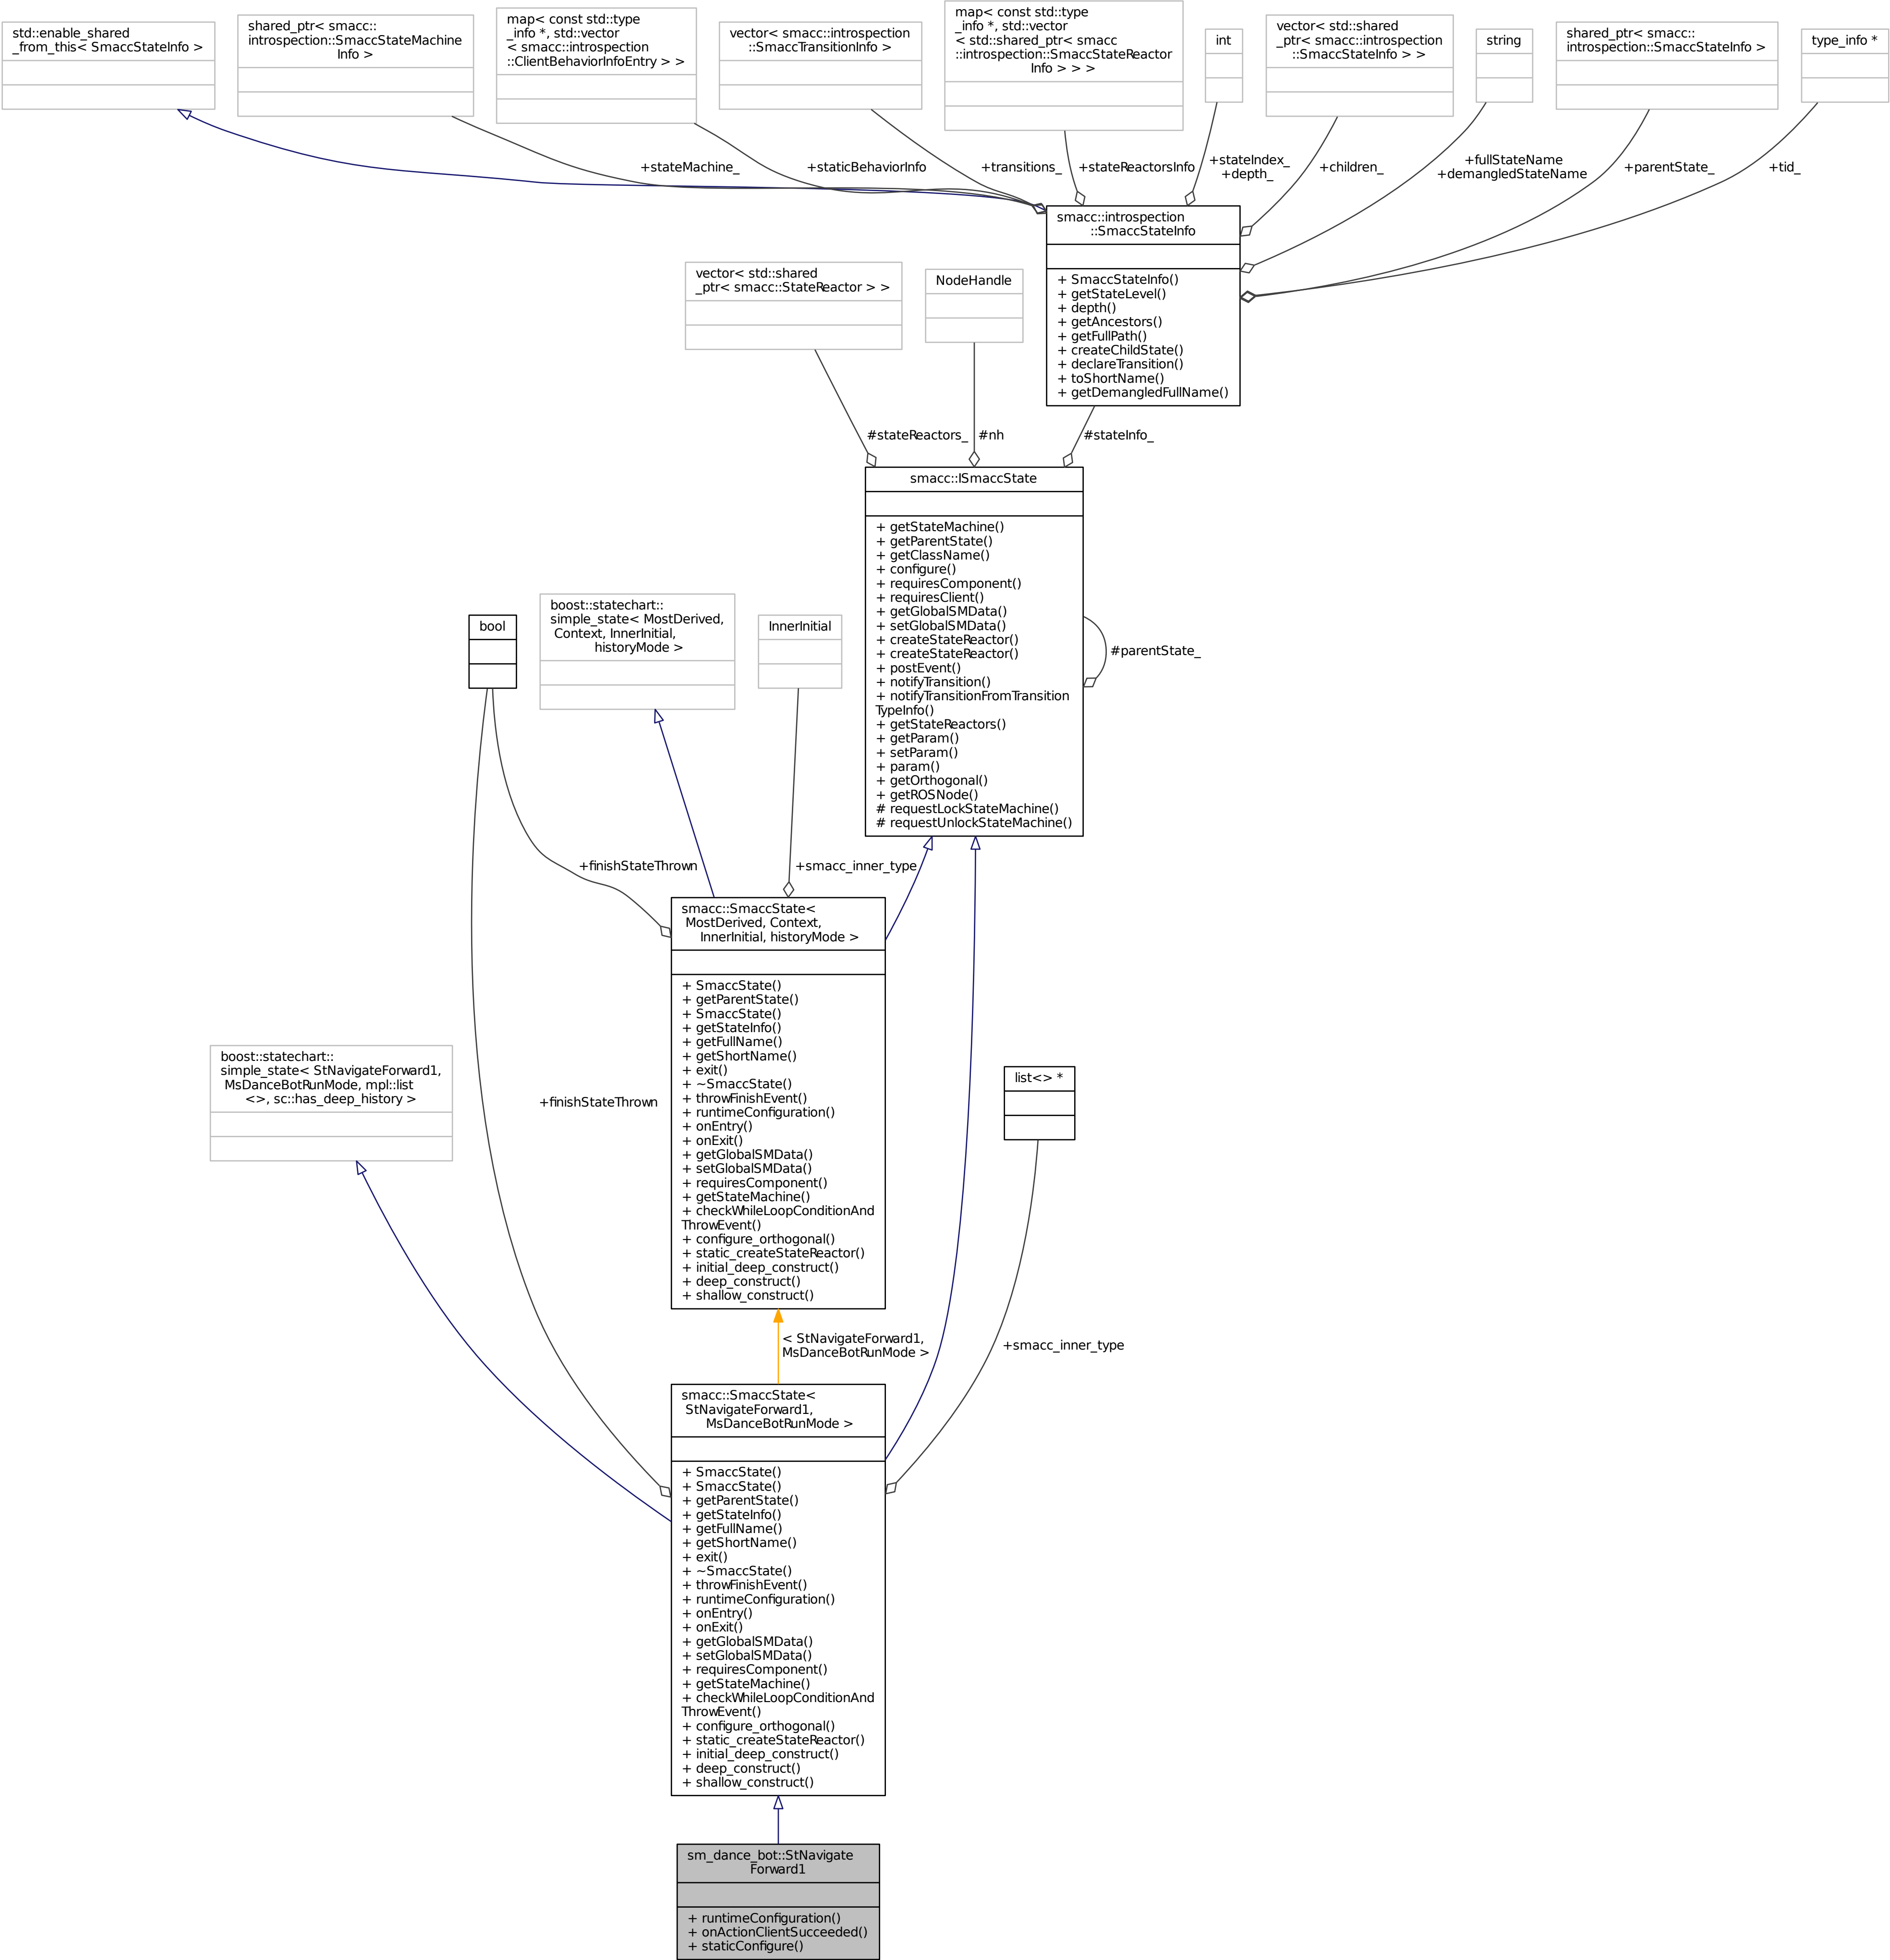 std::enable_shared
_from_this< SmaccStateInfo >
shared_ptr< smacc::
introspection::SmaccStateMachine
Info >
map< const std::type
_info *, std::vector
< smacc::introspection
::ClientBehaviorInfoEntry > >
vector< smacc::introspection
::SmaccTransitionInfo >
map< const std::type
_info *, std::vector
< std::shared_ptr< smacc
::introspection::SmaccStateReactor
Info > > >
int
vector< std::shared
_ptr< smacc::introspection
::SmaccStateInfo > >
string
shared_ptr< smacc::
introspection::SmaccStateInfo >
type_info *
+stateMachine_
+staticBehaviorInfo
+transitions_
+stateReactorsInfo
+stateIndex_
+depth_
+children_
+fullStateName
+demangledStateName
+parentState_
+tid_
smacc::introspection
::SmaccStateInfo
+ SmaccStateInfo()
+ getStateLevel()
+ depth()
+ getAncestors()
+ getFullPath()
+ createChildState()
+ declareTransition()
+ toShortName()
+ getDemangledFullName()
vector< std::shared
_ptr< smacc::StateReactor > >
NodeHandle
#stateReactors_
#nh
#stateInfo_
smacc::ISmaccState
+ getStateMachine()
+ getParentState()
+ getClassName()
+ configure()
+ requiresComponent()
+ requiresClient()
+ getGlobalSMData()
+ setGlobalSMData()
+ createStateReactor()
+ createStateReactor()
+ postEvent()
+ notifyTransition()
+ notifyTransitionFromTransition
TypeInfo()
+ getStateReactors()
+ getParam()
+ setParam()
+ param()
+ getOrthogonal()
+ getROSNode()
# requestLockStateMachine()
# requestUnlockStateMachine()
#parentState_
bool
boost::statechart::
simple_state< MostDerived,
Context, InnerInitial,
historyMode >
InnerInitial
+finishStateThrown
+smacc_inner_type
smacc::SmaccState<
MostDerived, Context,
InnerInitial, historyMode >
+ SmaccState()
+ getParentState()
+ SmaccState()
+ getStateInfo()
+ getFullName()
+ getShortName()
+ exit()
+ ~SmaccState()
+ throwFinishEvent()
+ runtimeConfiguration()
+ onEntry()
+ onExit()
+ getGlobalSMData()
+ setGlobalSMData()
+ requiresComponent()
+ getStateMachine()
+ checkWhileLoopConditionAnd
ThrowEvent()
+ configure_orthogonal()
+ static_createStateReactor()
+ initial_deep_construct()
+ deep_construct()
+ shallow_construct()
boost::statechart::
simple_state< StNavigateForward1,
MsDanceBotRunMode, mpl::list
<>, sc::has_deep_history >
+finishStateThrown
list<> *
< StNavigateForward1,
MsDanceBotRunMode >
+smacc_inner_type
smacc::SmaccState<
StNavigateForward1,
MsDanceBotRunMode >
+ SmaccState()
+ SmaccState()
+ getParentState()
+ getStateInfo()
+ getFullName()
+ getShortName()
+ exit()
+ ~SmaccState()
+ throwFinishEvent()
+ runtimeConfiguration()
+ onEntry()
+ onExit()
+ getGlobalSMData()
+ setGlobalSMData()
+ requiresComponent()
+ getStateMachine()
+ checkWhileLoopConditionAnd
ThrowEvent()
+ configure_orthogonal()
+ static_createStateReactor()
+ initial_deep_construct()
+ deep_construct()
+ shallow_construct()
sm_dance_bot::StNavigate
Forward1
+ runtimeConfiguration()
+ onActionClientSucceeded()
+ staticConfigure()